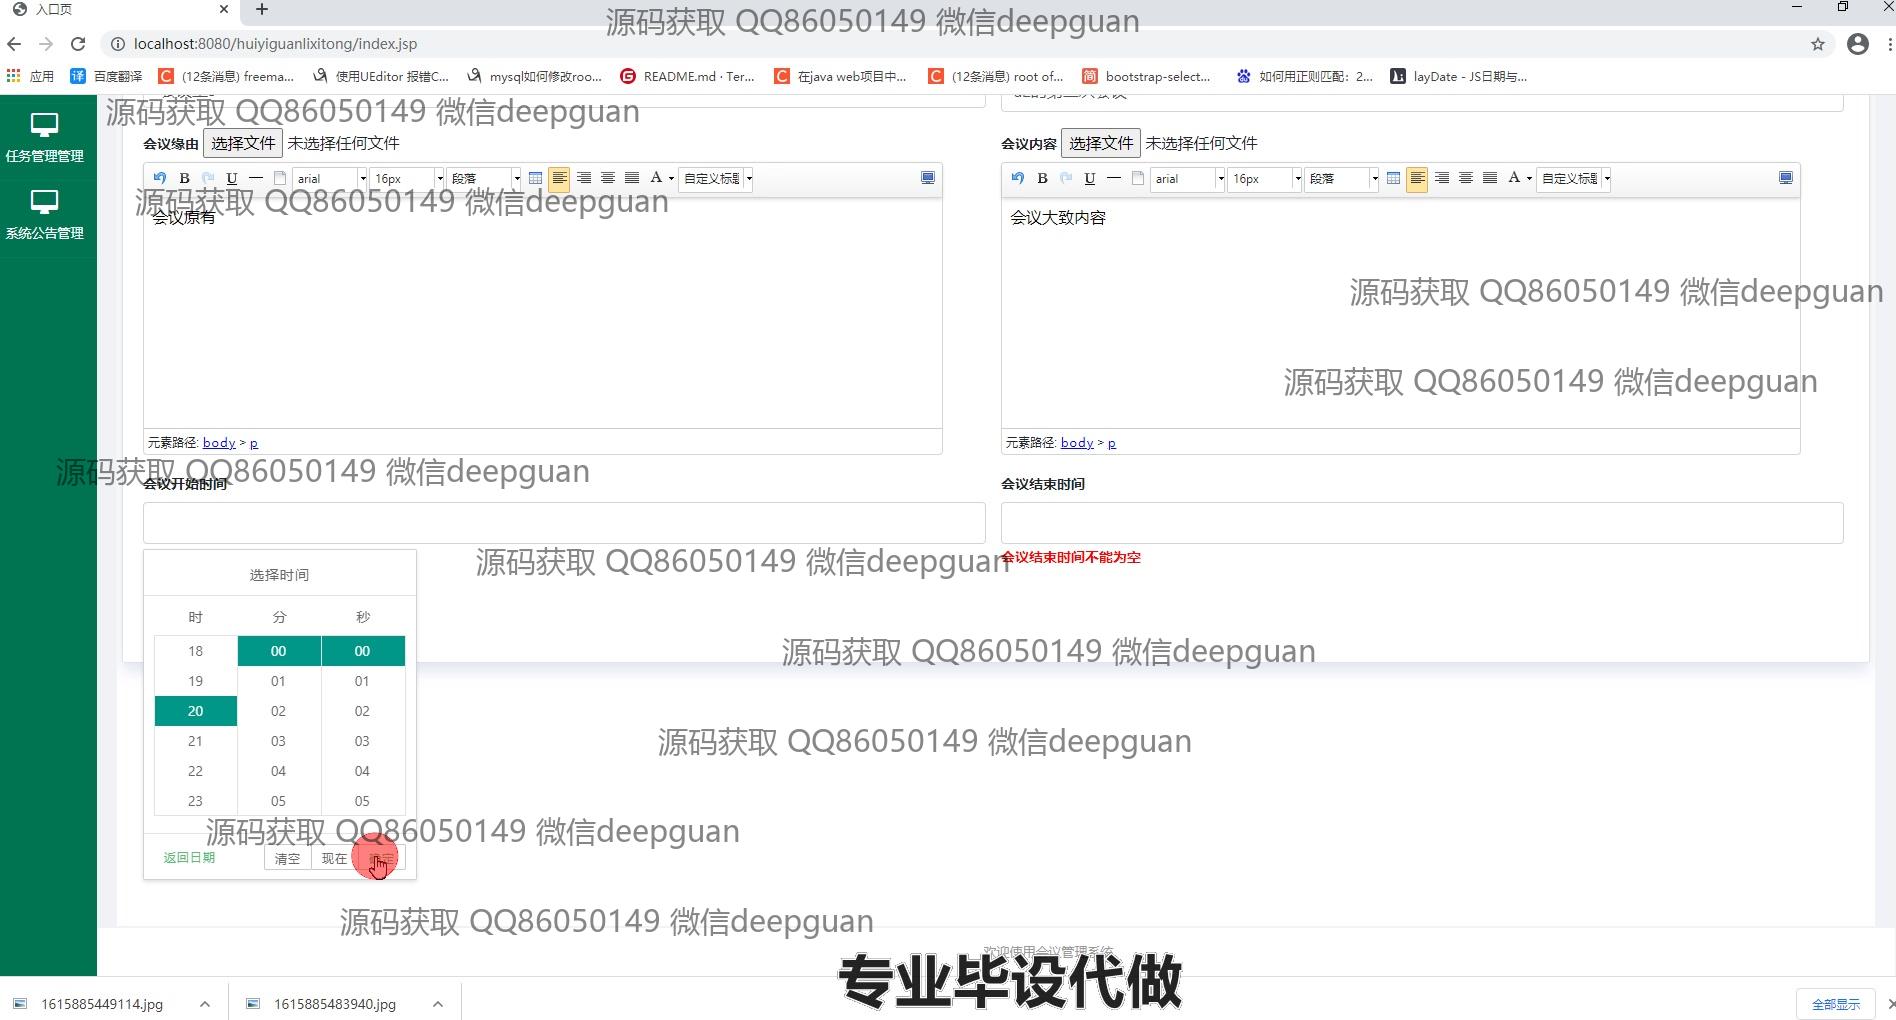 入口页
源码获取 QQ86050149 微信deepguan
localhost:8080/huiyiguanlixitong/index.jsp
应用 百度翻译 (12条消息) freema... 使用UEditor 报错C... mysql如何修改roo... README.md · Ter... 在java web项目中... (12条消息) root of... bootstrap-select... 如何用正则匹配：2... layDate - JS日期与...
源码获取 QQ86050149 微信deepguan
任务管理管理
会议缘由 选择文件 未选择任何文件 会议内容 选择文件 未选择任何文件
B U arial 16px 段落 A 自定义标题 B U arial 16px 段落 A 自定义标题
源码获取 QQ86050149 微信deepguan
系统公告管理
会议原有 会议大致内容
源码获取 QQ86050149 微信deepguan
源码获取 QQ86050149 微信deepguan
元素路径: body > p 元素路径: body > p
源码获取 QQ86050149 微信deepguan
会议开始时间 会议结束时间
源码获取 QQ86050149 微信deepguan
会议结束时间不能为空
选择时间
时 分 秒
18 00 00
19 01 01
20 02 02
21 03 03
22 04 04
23 05 05
源码获取 QQ86050149 微信deepguan
源码获取 QQ86050149 微信deepguan
源码获取 QQ86050149 微信deepguan
返回日期 清空 现在 确定
源码获取 QQ86050149 微信deepguan
欢迎使用会议管理系统
专业毕设代做
1615885449114.jpg 1615885483940.jpg 全部显示